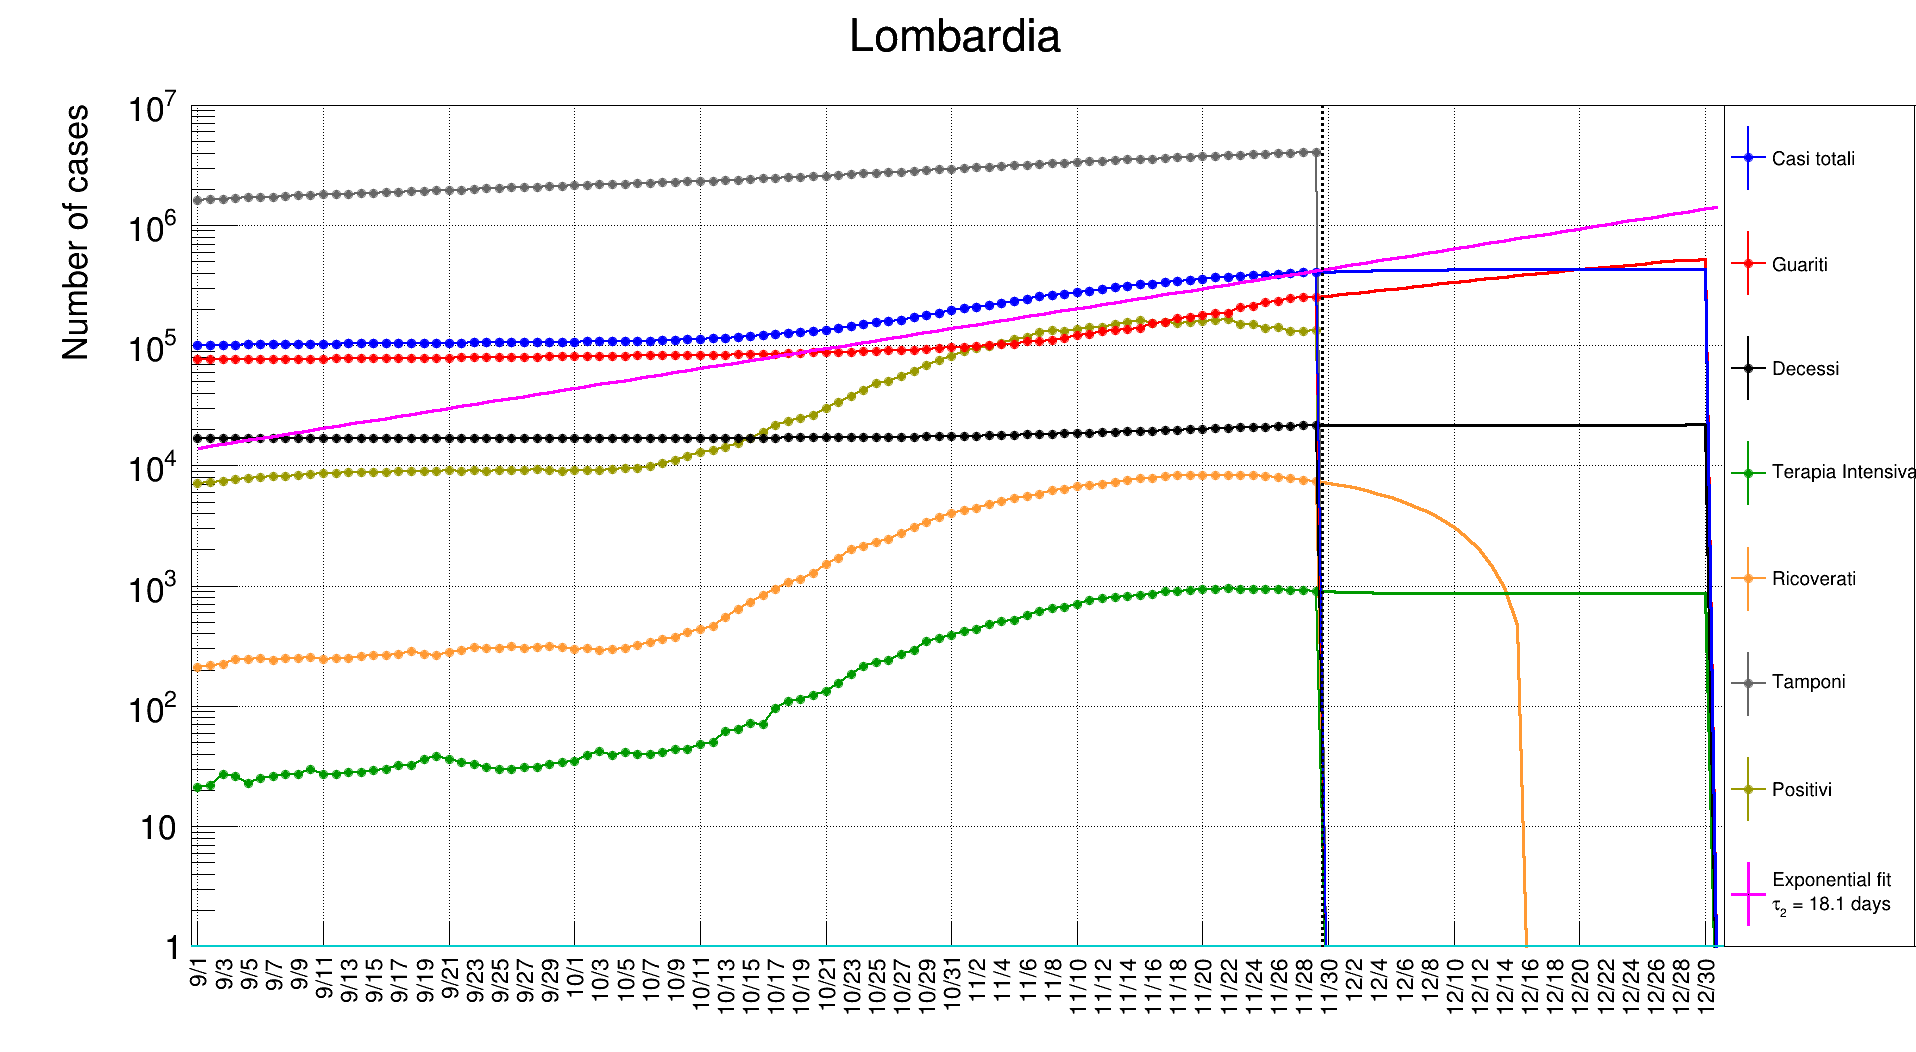 Lombardia
Number of cases
10^7
10^6
10^5
10^4
10^3
10^2
10
1
9/1 9/3 9/5 9/7 9/9 9/11 9/13 9/15 9/17 9/19 9/21 9/23 9/25 9/27 9/29 10/1 10/3 10/5 10/7 10/9 10/11 10/13 10/15 10/17 10/19 10/21 10/23 10/25 10/27 10/29 10/31 11/2 11/4 11/6 11/8 11/10 11/12 11/14 11/16 11/18 11/20 11/22 11/24 11/26 11/28 11/30 12/2 12/4 12/6 12/8 12/10 12/12 12/14 12/16 12/18 12/20 12/22 12/24 12/26 12/28 12/30
Casi totali
Guariti
Decessi
Terapia Intensiva
Ricoverati
Tamponi
Positivi
Exponential fit
τ₂ = 18.1 days